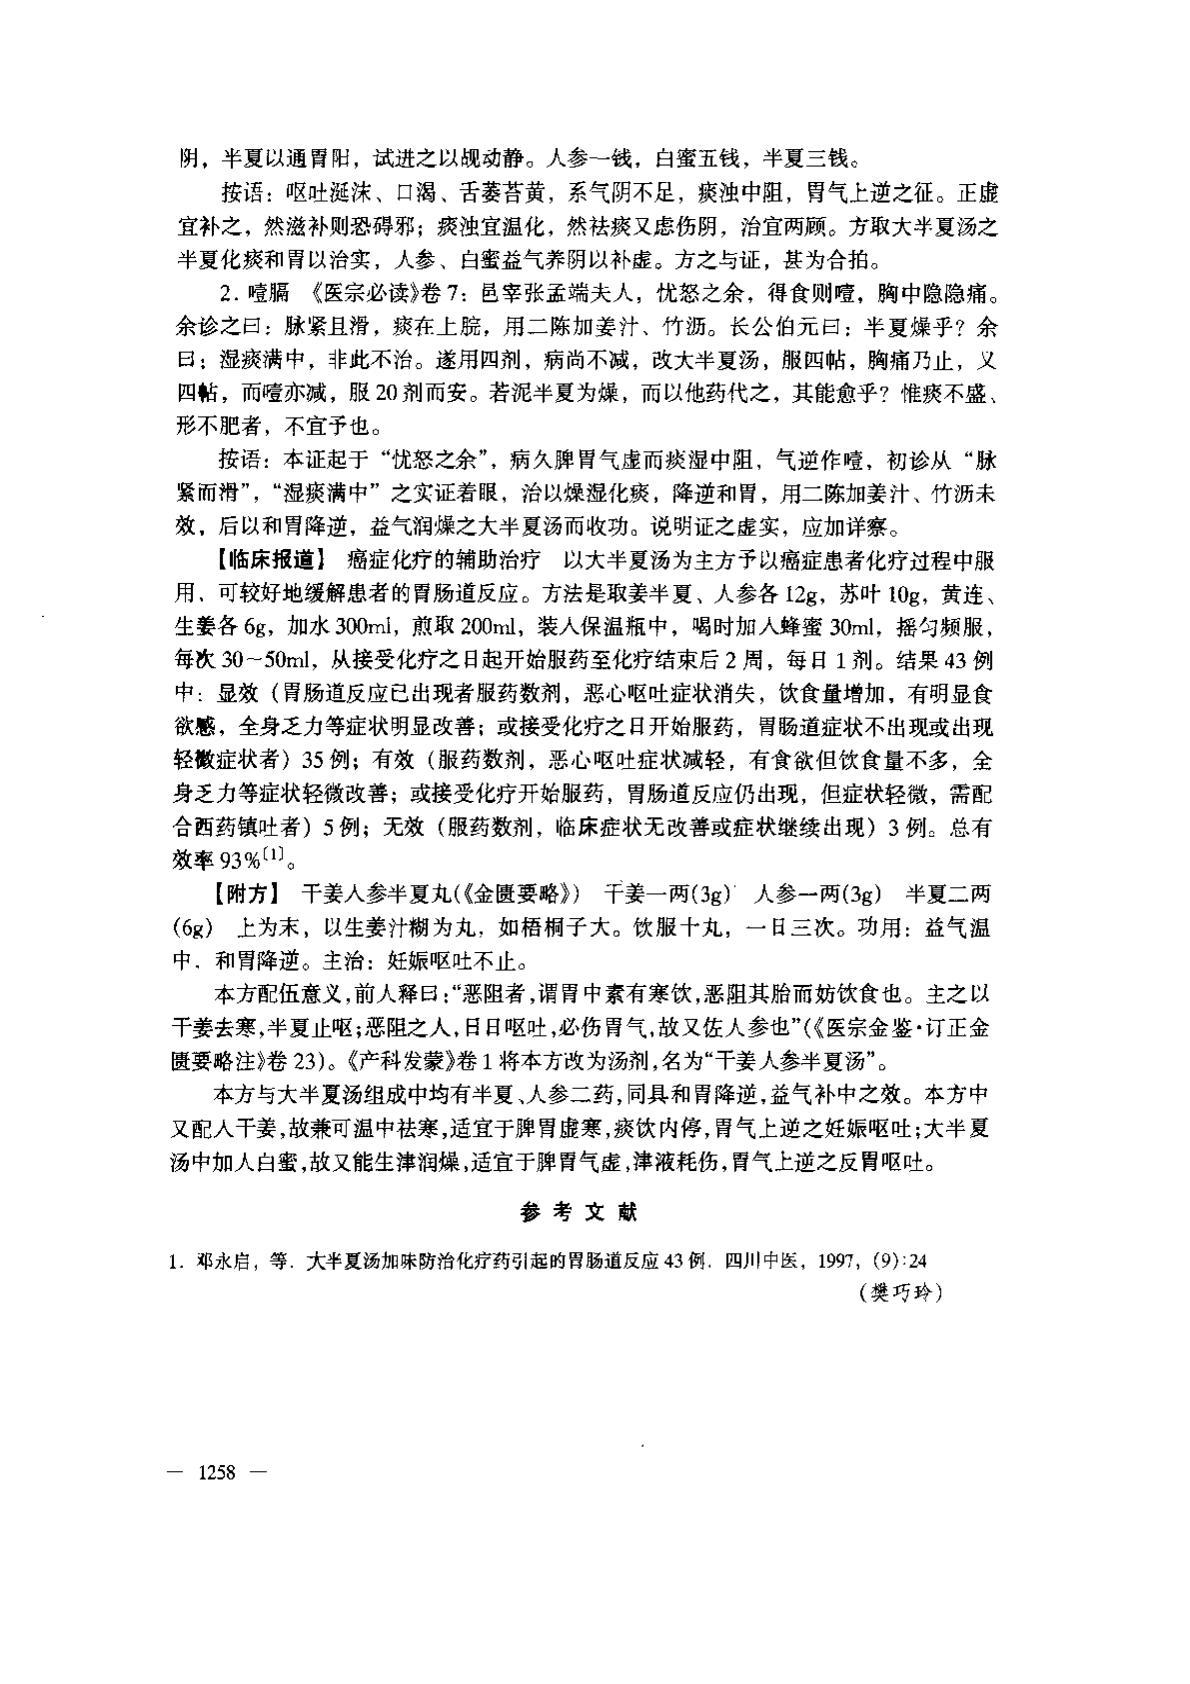 阴，半夏以通胃阳，试进之以觇动静。人参一钱，白蜜五钱，半夏三钱。
按语：呕吐涎沫、口渴、舌萎苔黄，系气阴不足，痰浊中阻，胃气上逆之征。正虚
宜补之，然滋补则恐碍邪；痰浊宜温化，然祛痰又虑伤阴，治宜两顾。方取大半夏汤之
半夏化痰和胃以治实，人参、白蜜益气养阴以补虚。方之与证，甚为合拍。
2. 噎膈 《医宗必读》卷7：邑宰张孟端夫人，忧怒之余，得食则噎，胸中隐隐痛。
余诊之曰：脉紧且滑，痰在上脘，用二陈加姜汁、竹沥。长公伯元曰：半夏燥乎？余
曰：湿痰满中，非此不治。遂用四剂，病尚不减，改大半夏汤，服四帖，胸痛乃止，又
四帖，而噎亦减，服20剂而安。若泥半夏为燥，而以他药代之，其能愈乎？惟痰不盛、
形不肥者，不宜予也。
按语：本证起于“忧怒之余”，病久脾胃气虚而痰湿中阻，气逆作噎，初诊从“脉
紧而滑”，“湿痰满中”之实证着眼，治以燥湿化痰，降逆和胃，用二陈加姜汁、竹沥未
效，后以和胃降逆，益气润燥之大半夏汤而收功。说明证之虚实，应加详察。
【临床报道】 癌症化疗的辅助治疗 以大半夏汤为主方予以癌症患者化疗过程中服
用，可较好地缓解患者的胃肠道反应。方法是取姜半夏、人参各12g，苏叶10g，黄连、
生姜各6g，加水300ml，煎取200ml，装入保温瓶中，喝时加入蜂蜜30ml，摇匀频服，
每次30～50ml，从接受化疗之日起开始服药至化疗结束后2周，每日1剂。结果43例
中：显效（胃肠道反应已出现者服药数剂，恶心呕吐症状消失，饮食量增加，有明显食
欲感，全身乏力等症状明显改善；或接受化疗之日开始服药，胃肠道症状不出现或出现
轻微症状者）35例；有效（服药数剂，恶心呕吐症状减轻，有食欲但饮食量不多，全
身乏力等症状轻微改善；或接受化疗开始服药，胃肠道反应仍出现，但症状轻微，需配
合西药镇吐者）5例；无效（服药数剂，临床症状无改善或症状继续出现）3例。总有
效率93%〔1〕。
【附方】 干姜人参半夏丸(《金匮要略》) 干姜一两(3g) 人参一两(3g) 半夏二两
(6g) 上为末，以生姜汁糊为丸，如梧桐子大。饮服十丸，一日三次。功用：益气温
中，和胃降逆。主治：妊娠呕吐不止。
本方配伍意义，前人释曰：“恶阻者，谓胃中素有寒饮，恶阻其胎而妨饮食也。主之以
干姜去寒，半夏止呕；恶阻之人，日日呕吐，必伤胃气，故又佐人参也”(《医宗金鉴·订正金
匮要略注》卷23)。《产科发蒙》卷1将本方改为汤剂，名为“干姜人参半夏汤”。
本方与大半夏汤组成中均有半夏、人参二药，同具和胃降逆，益气补中之效。本方中
又配入干姜，故兼可温中祛寒，适宜于脾胃虚寒，痰饮内停，胃气上逆之妊娠呕吐；大半夏
汤中加入白蜜，故又能生津润燥，适宜于脾胃气虚，津液耗伤，胃气上逆之反胃呕吐。
参考文献
1. 邓永启，等. 大半夏汤加味防治化疗药引起的胃肠道反应43例. 四川中医，1997，(9):24
（樊巧玲）
— 1258 —